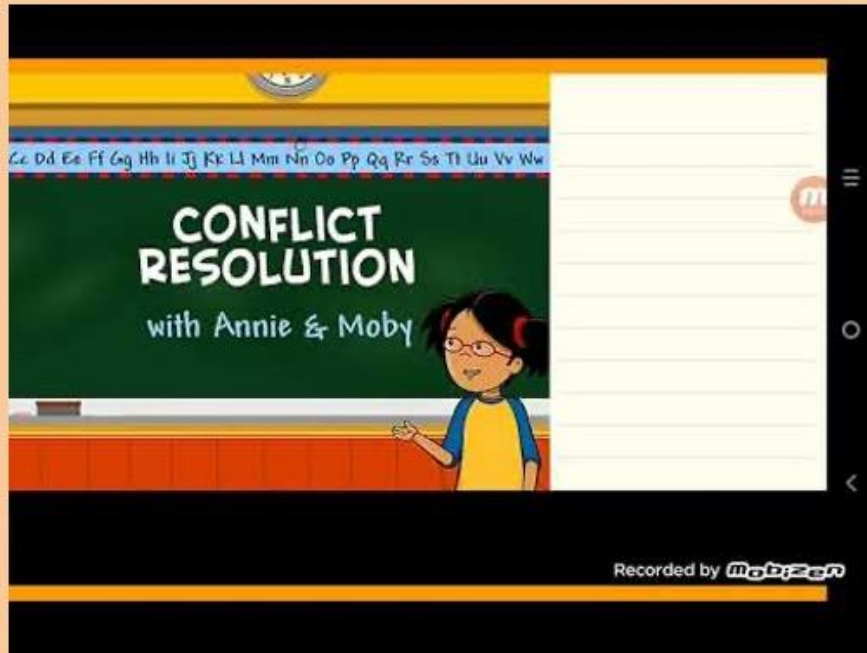 Cc Dd Ee Ff Gg Hh Ii Jj Kk Ll Mm Nn Oo Pp Qq Rr Ss Tt Uu Vv Ww
CONFLICT
RESOLUTION
with Annie & Moby
m
Recorded by mobizen